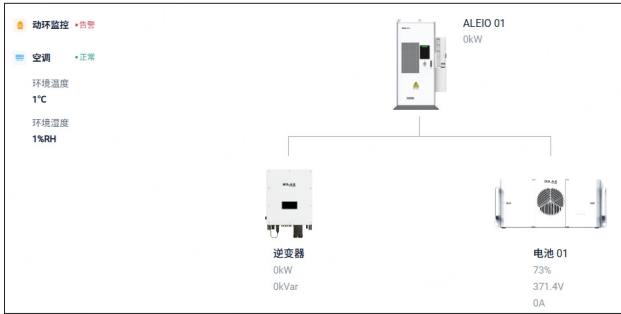 动环监控 •告警
空调 •正常
环境温度
1°C
环境湿度
1%RH
ALEIO 01
0kW
逆变器
0kW
0kVar
电池 01
73%
371.4V
0A